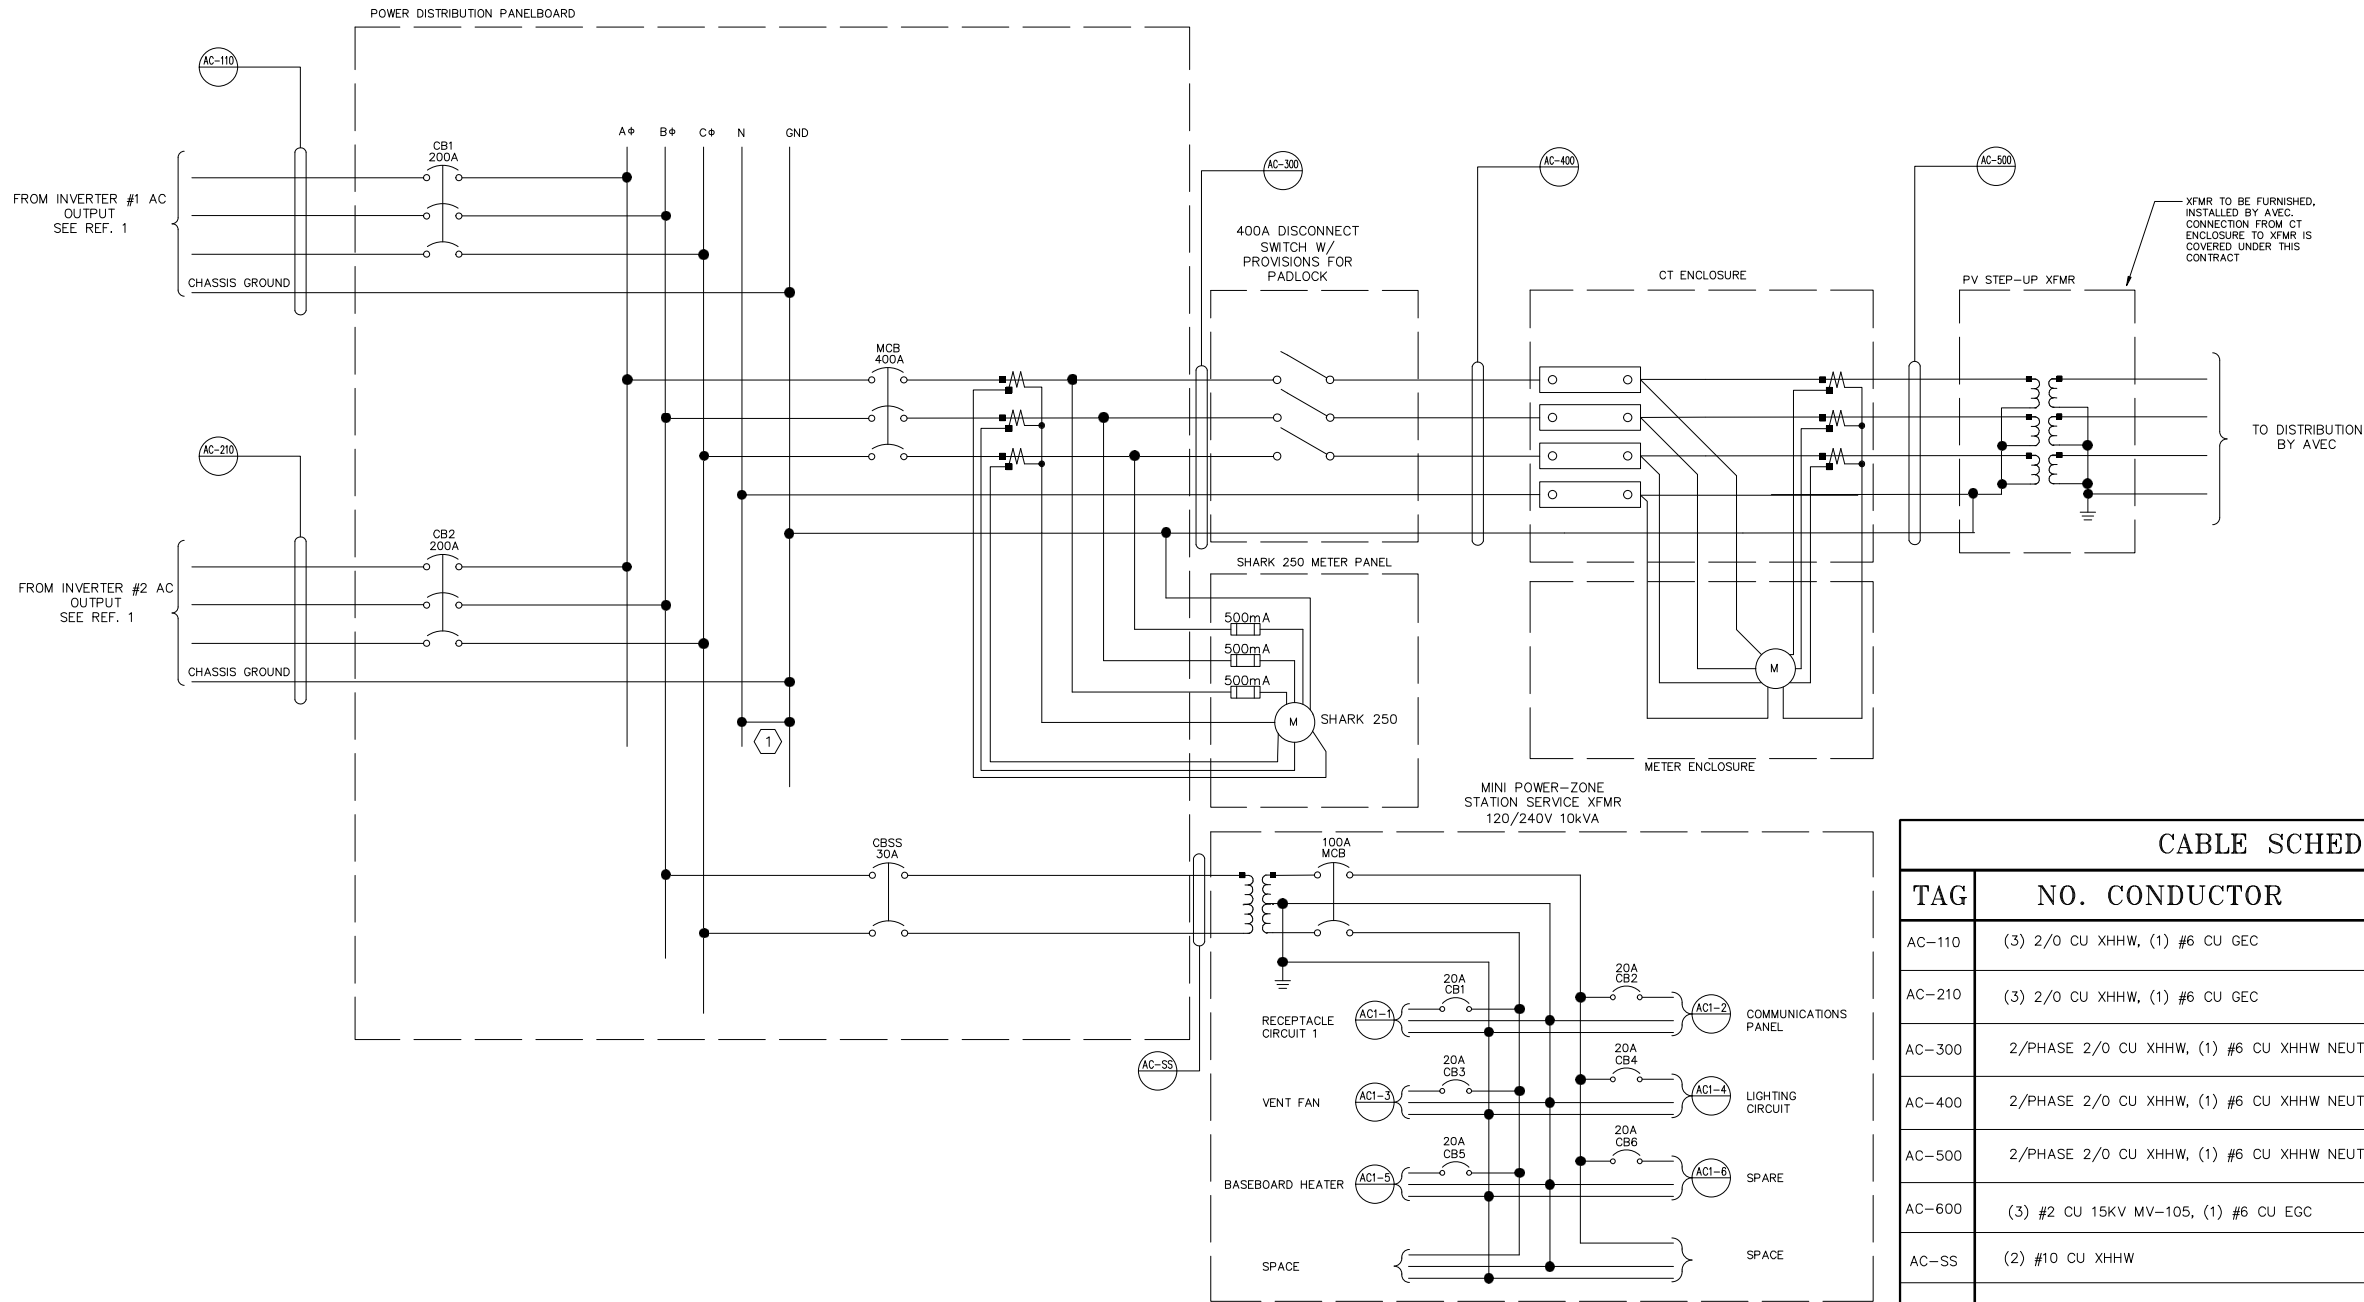 POWER DISTRIBUTION PANELBOARD
AC-110
AΦ BΦ CΦ N GND
CB1
200A
FROM INVERTER #1 AC
OUTPUT
SEE REF. 1
CHASSIS GROUND
AC-300
AC-400
AC-500
XFMR TO BE FURNISHED,
INSTALLED BY AVEC.
CONNECTION FROM CT
ENCLOSURE TO XFMR IS
COVERED UNDER THIS
CONTRACT
400A DISCONNECT
SWITCH W/
PROVISIONS FOR
PADLOCK
CT ENCLOSURE
PV STEP-UP XFMR
MCB
400A
TO DISTRIBUTION
BY AVEC
AC-210
CB2
200A
FROM INVERTER #2 AC
OUTPUT
SEE REF. 1
CHASSIS GROUND
1
SHARK 250 METER PANEL
500mA
500mA
500mA
M
SHARK 250
M
METER ENCLOSURE
MINI POWER-ZONE
STATION SERVICE XFMR
120/240V 10kVA
CBSS
30A
100A
MCB
AC-SS
20A
CB1
AC1-1
RECEPTACLE
CIRCUIT 1
20A
CB2
AC1-2
COMMUNICATIONS
PANEL
20A
CB3
AC1-3
VENT FAN
20A
CB4
AC1-4
LIGHTING
CIRCUIT
20A
CB5
AC1-5
BASEBOARD HEATER
20A
CB6
AC1-6
SPARE
SPACE
SPACE
CABLE SCHED
TAG NO. CONDUCTOR
AC-110 (3) 2/0 CU XHHW, (1) #6 CU GEC
AC-210 (3) 2/0 CU XHHW, (1) #6 CU GEC
AC-300 2/PHASE 2/0 CU XHHW, (1) #6 CU XHHW NEUT
AC-400 2/PHASE 2/0 CU XHHW, (1) #6 CU XHHW NEUT
AC-500 2/PHASE 2/0 CU XHHW, (1) #6 CU XHHW NEUT
AC-600 (3) #2 CU 15KV MV-105, (1) #6 CU EGC
AC-SS (2) #10 CU XHHW